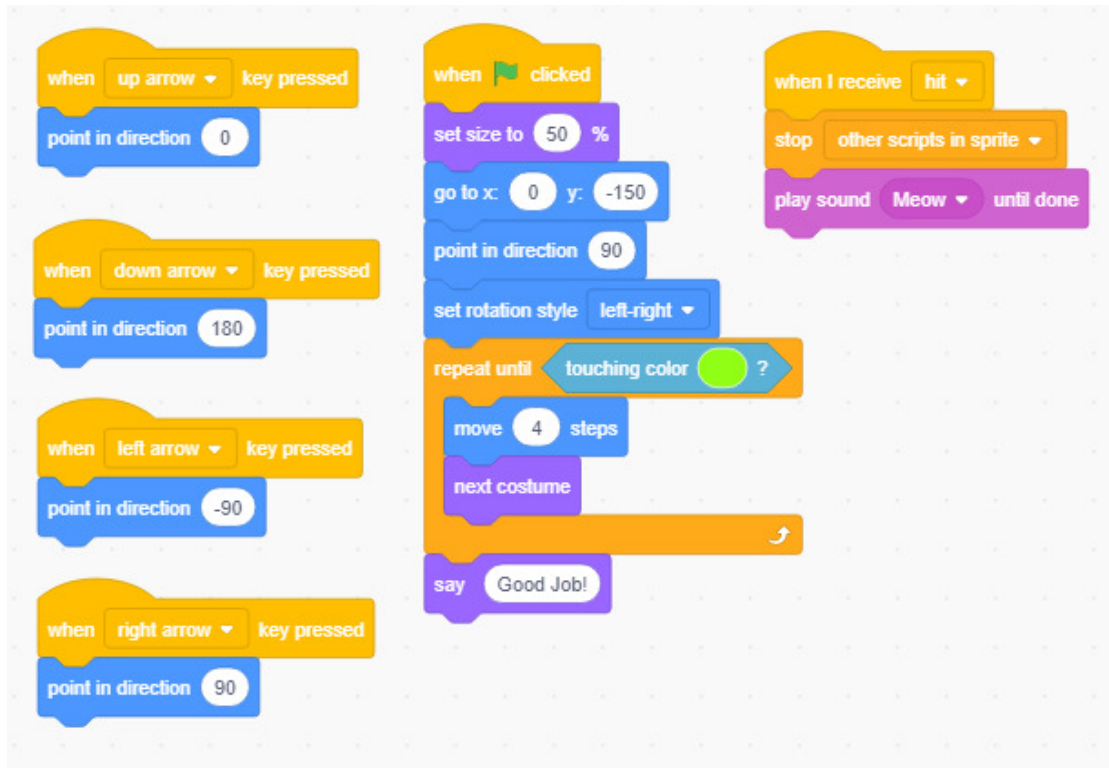 when up arrow key pressed
point in direction 0
when down arrow key pressed
point in direction 180
when left arrow key pressed
point in direction -90
when right arrow key pressed
point in direction 90
when clicked
set size to 50 %
go to x: 0 y: -150
point in direction 90
set rotation style left-right
repeat until touching color ?
move 4 steps
next costume
say Good Job!
when I receive hit
stop other scripts in sprite
play sound Meow until done